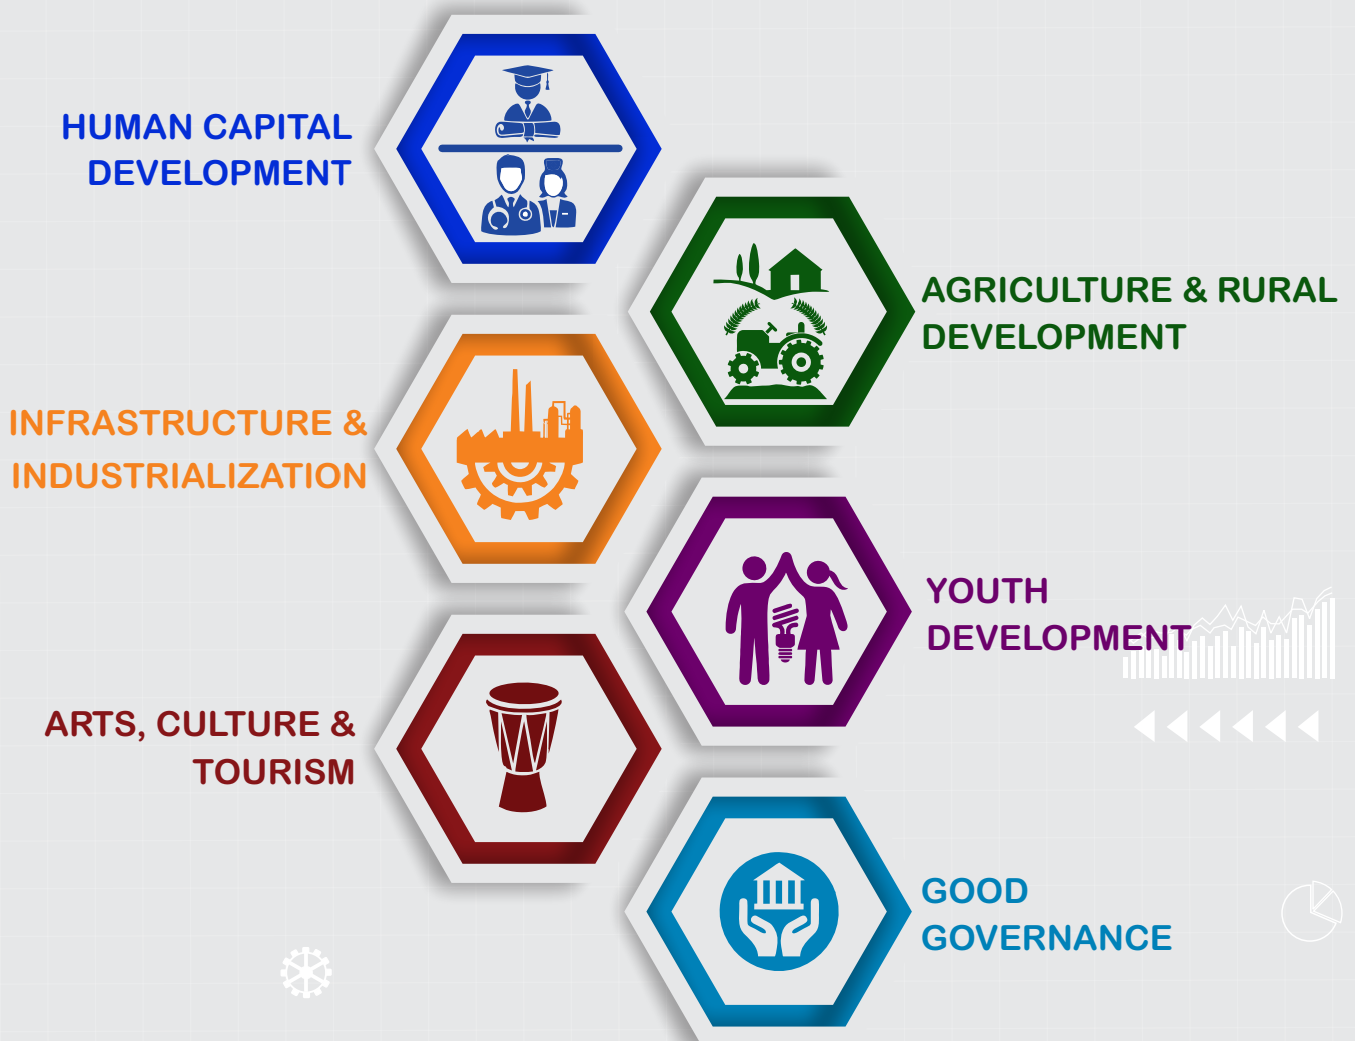 HUMAN CAPITAL
DEVELOPMENT
AGRICULTURE & RURAL
DEVELOPMENT
INFRASTRUCTURE &
INDUSTRIALIZATION
YOUTH
DEVELOPMENT
ARTS, CULTURE &
TOURISM
GOOD
GOVERNANCE